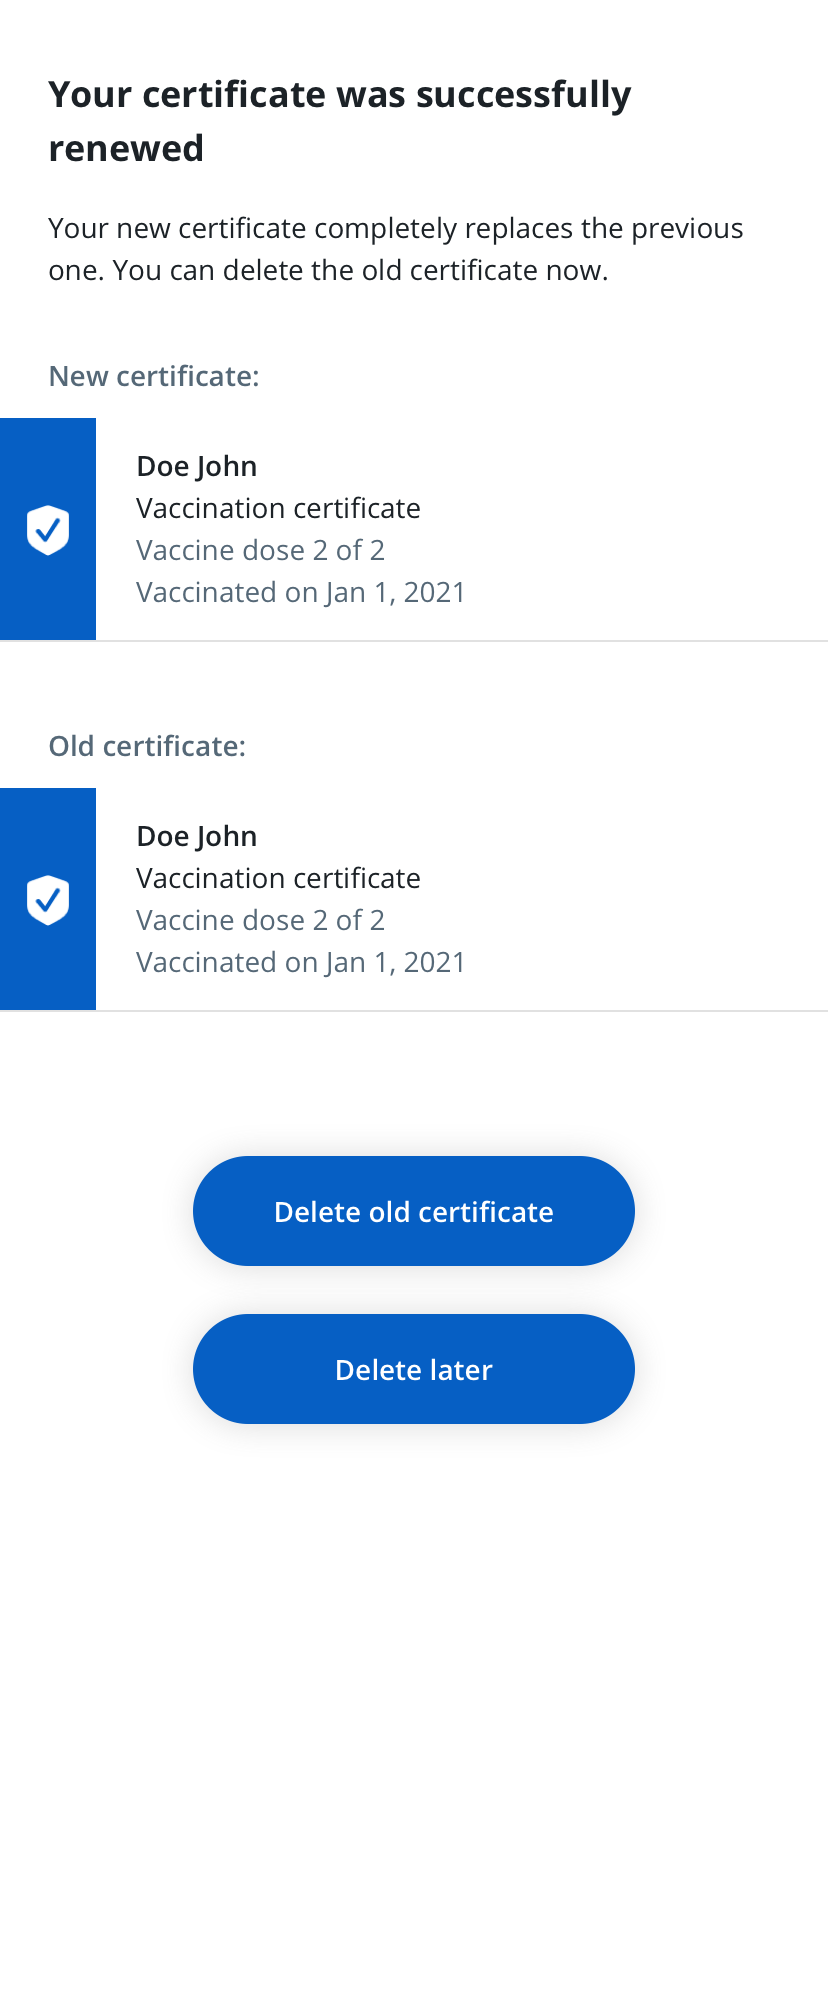 Your certificate was successfully
renewed
Your new certificate completely replaces the previous
one. You can delete the old certificate now.
New certificate:
Doe John
Vaccination certificate
Vaccine dose 2 of 2
Vaccinated on Jan 1, 2021
Old certificate:
Doe John
Vaccination certificate
Vaccine dose 2 of 2
Vaccinated on Jan 1, 2021
Delete old certificate
Delete later